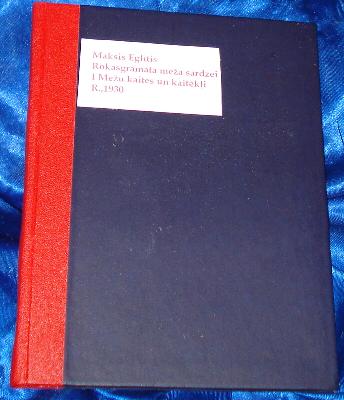 Maksis Eglītis
Rokasgrāmata meža sardzei
I Mežu kaites un kaitēkļi
R.,1930